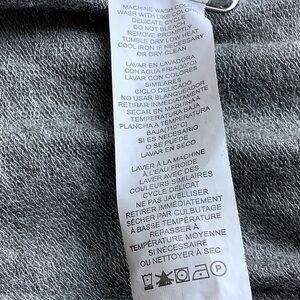 MACHINE WASH COLD
WASH WITH LIKE COLORS
DELICATE CYCLE
DO NOT BLEACH
REMOVE PROMPTLY
TUMBLE DRY LOW HEAT
COOL IRON IF NECESSARY
OR DRY CLEAN
LAVAR EN LAVADORA
CON AGUA FRIA(30°C)
LAVAR CON COLORES
SIMILARES
CICLO DELICADO
NO USAR BLANQUEADOR
RETIRAR INMEDIATAMENTE
SECAR EN TEMPERATURA BAJA
PLANCHA A TEMPERATURA
BAJA(110°C)
SI ES NECESARIO
O SE PUEDE
LAVAR EN SECO
LAVER À LA MACHINE
À L'EAU FROIDE
LAVER AVEC DES
COULEURS SIMILAIRES
CYCLE DÉLICAT
NE PAS JAVELLISER
RETIRER IMMÉDIATEMENT
SÉCHER PAR CULBUTAGE
À BASSE TEMPÉRATURE
REPASSER À
TEMPÉRATURE MOYENNE
SI NÉCESSAIRE
OU NETTOYER À SEC
P